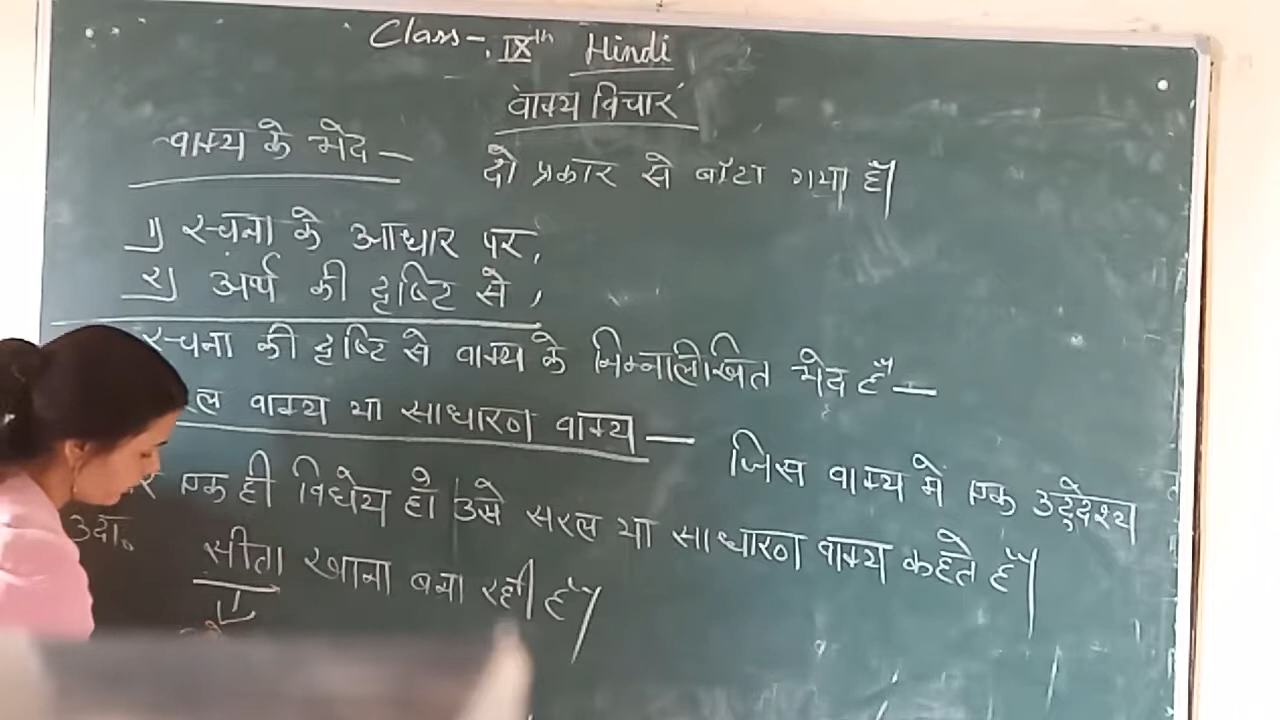 Class - IXth Hindi
वाक्य विचार
वाक्य के भेद — दो प्रकार से बाँटा गया है।
1) रचना के आधार पर,
२) अर्थ की दृष्टि से,
रचना की दृष्टि से वाक्य के निम्नलिखित भेद हैं —
वाक्य या साधारण वाक्य — जिस वाक्य में एक उद्देश्य
एक ही विधेय हो उसे सरल या साधारण वाक्य कहते हैं।
उदा० सीता खाना बना रही है।